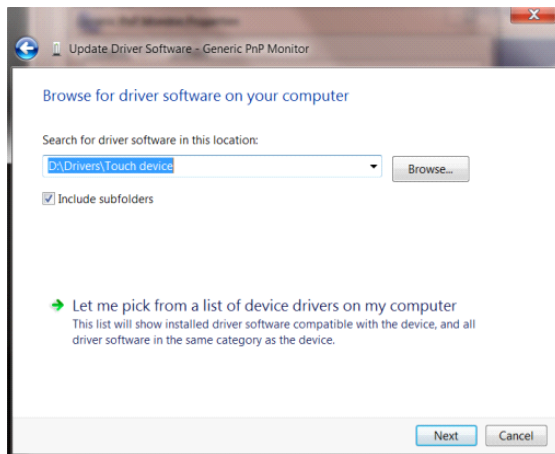 Update Driver Software - Generic PnP Monitor
Browse for driver software on your computer
Search for driver software in this location:
D:\Drivers\Touch device
Browse...
Include subfolders
Let me pick from a list of device drivers on my computer
This list will show installed driver software compatible with the device, and all
driver software in the same category as the device.
Next Cancel